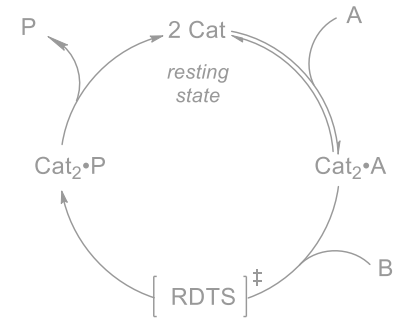 P
2 Cat
A
resting
state
Cat₂•P
Cat₂•A
B
[RDTS]‡